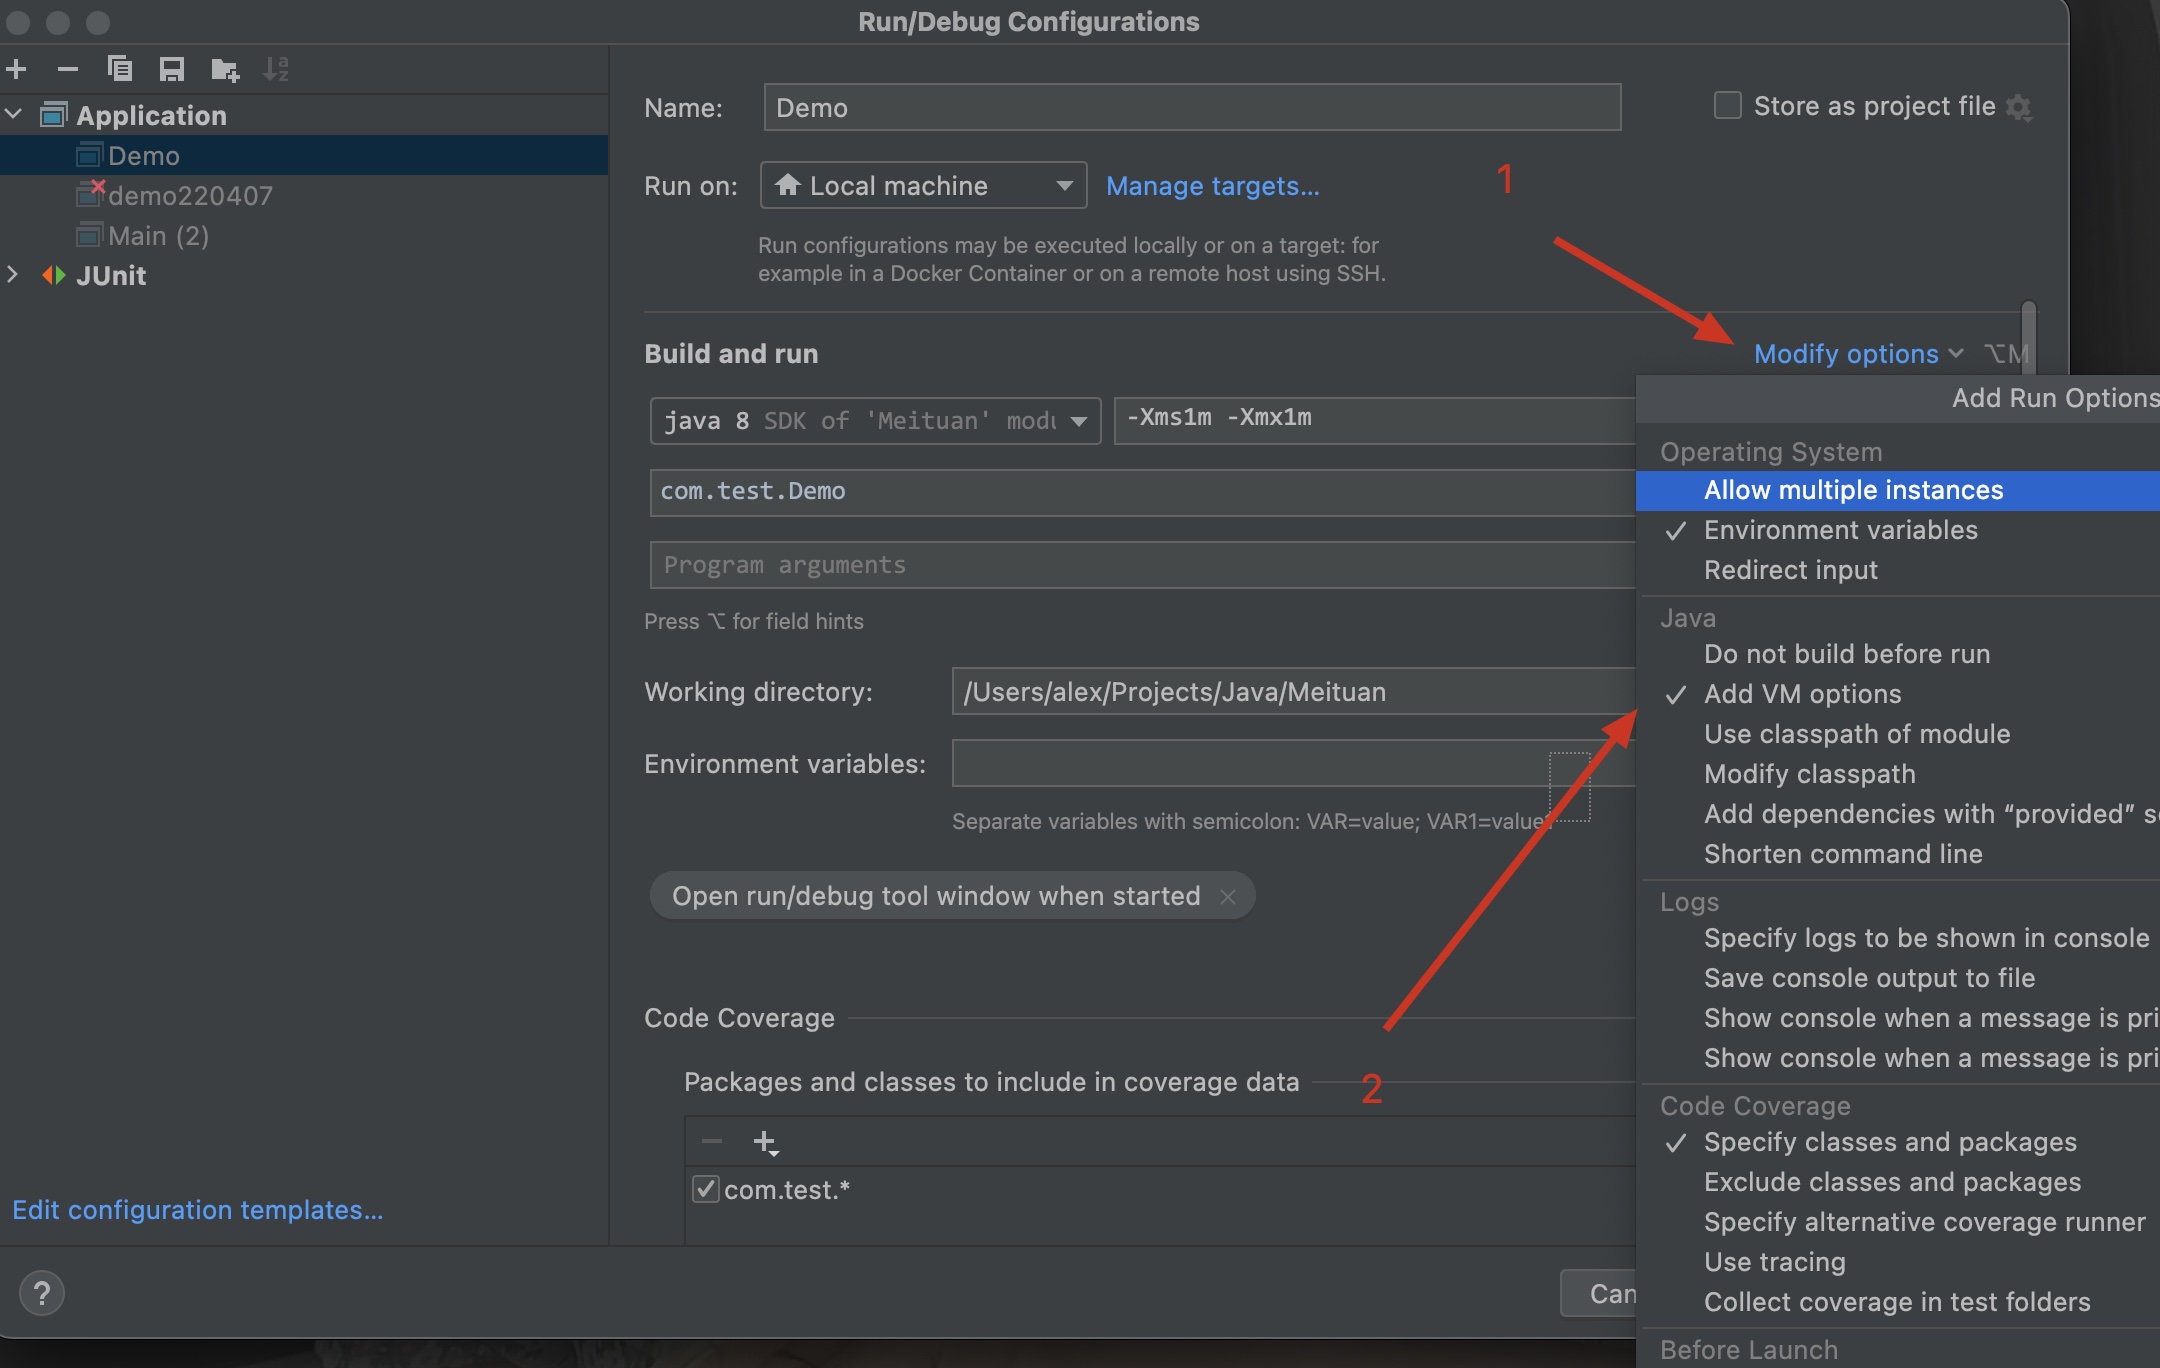 Run/Debug Configurations
Application
Demo
demo220407
Main (2)
JUnit
Edit configuration templates...
?
Name:
Demo
Store as project file
Run on:
Local machine
Manage targets...
1
Run configurations may be executed locally or on a target: for
example in a Docker Container or on a remote host using SSH.
Build and run
Modify options
⌥M
java 8 SDK of 'Meituan' modu
-Xms1m -Xmx1m
com.test.Demo
Program arguments
Press ⌥ for field hints
Working directory:
/Users/alex/Projects/Java/Meituan
Environment variables:
Separate variables with semicolon: VAR=value; VAR1=value1
Open run/debug tool window when started
Code Coverage
Packages and classes to include in coverage data
2
com.test.*
Can
Add Run Options
Operating System
Allow multiple instances
Environment variables
Redirect input
Java
Do not build before run
Add VM options
Use classpath of module
Modify classpath
Add dependencies with “provided” s
Shorten command line
Logs
Specify logs to be shown in console
Save console output to file
Show console when a message is pri
Show console when a message is pri
Code Coverage
Specify classes and packages
Exclude classes and packages
Specify alternative coverage runner
Use tracing
Collect coverage in test folders
Before Launch